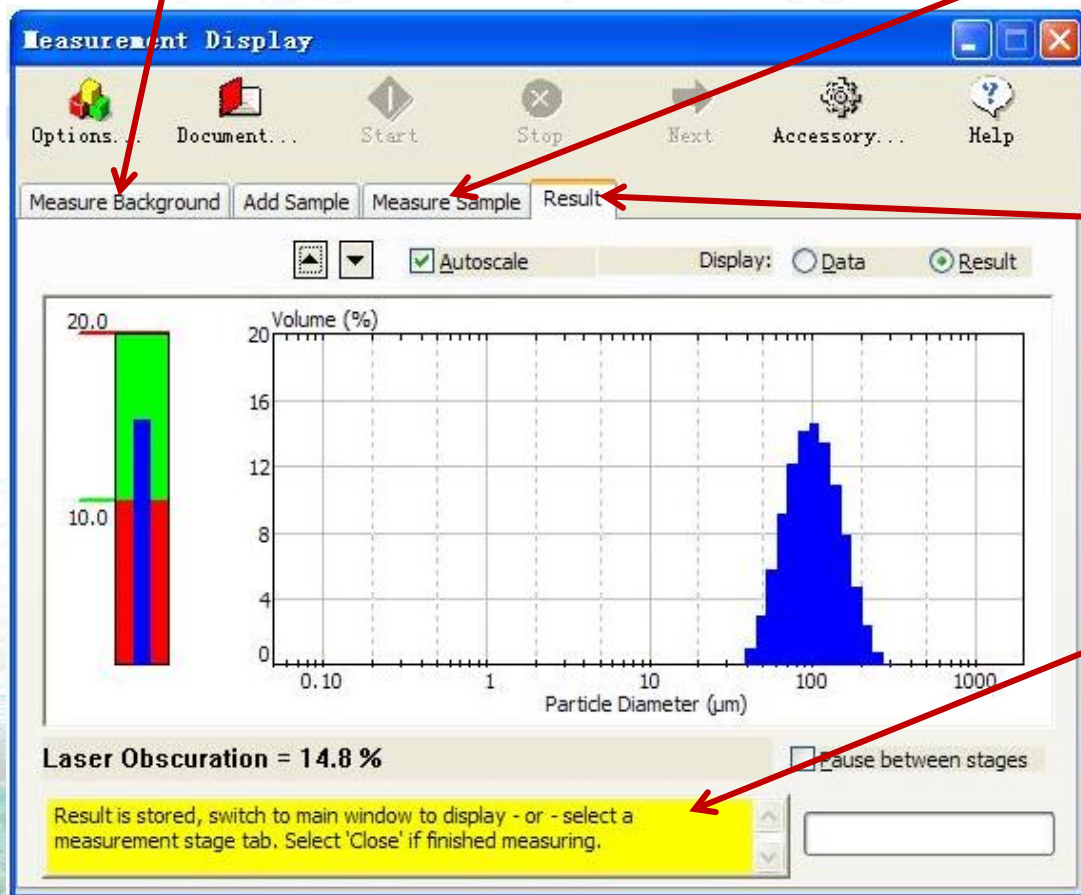 Measurement Display
Options... Document... Start Stop Next Accessory... Help
Measure Background Add Sample Measure Sample Result
Autoscale Display: Data Result
20.0
10.0
Volume (%)
20
16
12
8
4
0
0.10 1 10 100 1000
Particle Diameter (µm)
Laser Obscuration = 14.8 %
Pause between stages
Result is stored, switch to main window to display - or - select a
measurement stage tab. Select 'Close' if finished measuring.